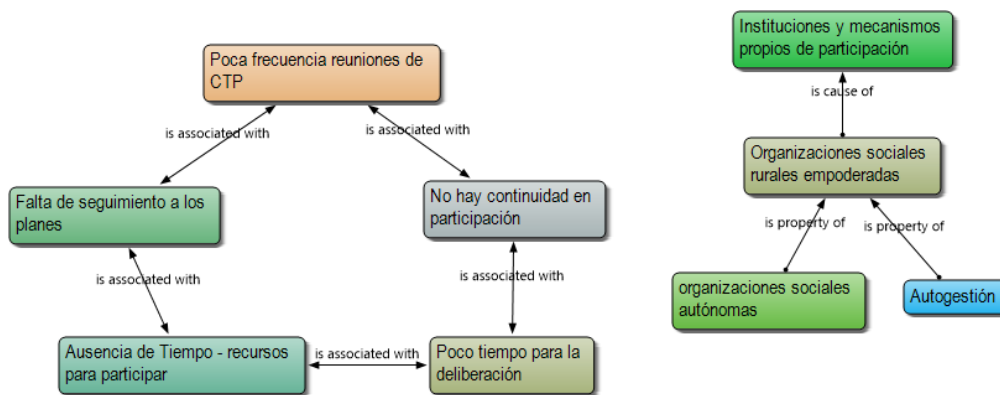 Poca frecuencia reuniones de
CTP
is associated with
is associated with
Falta de seguimiento a los
planes
No hay continuidad en
participación
is associated with
is associated with
Ausencia de Tiempo - recursos
para participar
is associated with
Poco tiempo para la
deliberación
Instituciones y mecanismos
propios de participación
is cause of
Organizaciones sociales
rurales empoderadas
is property of
is property of
organizaciones sociales
autónomas
Autogestión